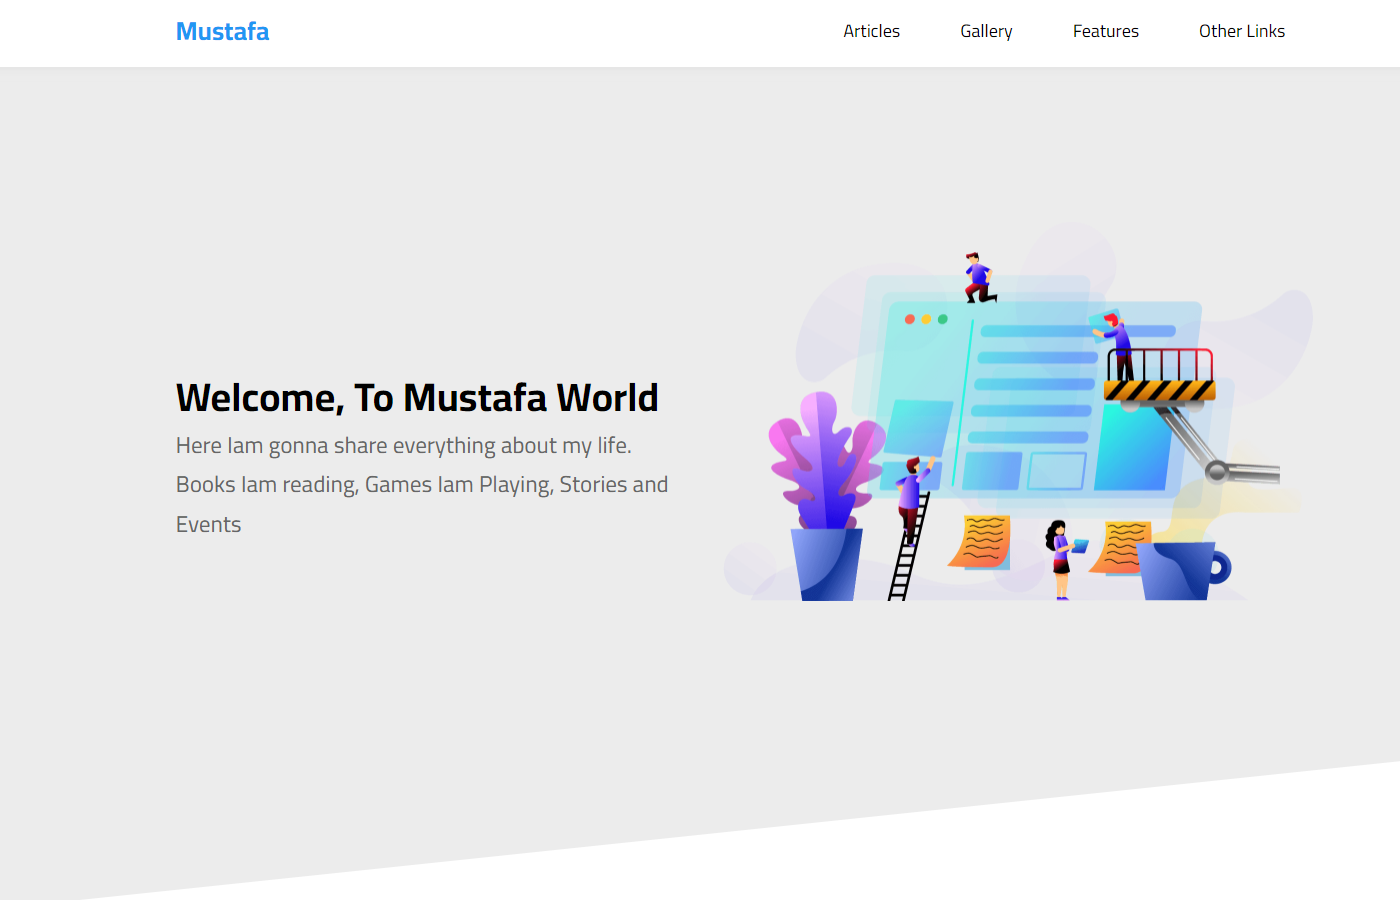 Mustafa
Articles
Gallery
Features
Other Links
Welcome, To Mustafa World
Here Iam gonna share everything about my life.
Books Iam reading, Games Iam Playing, Stories and
Events